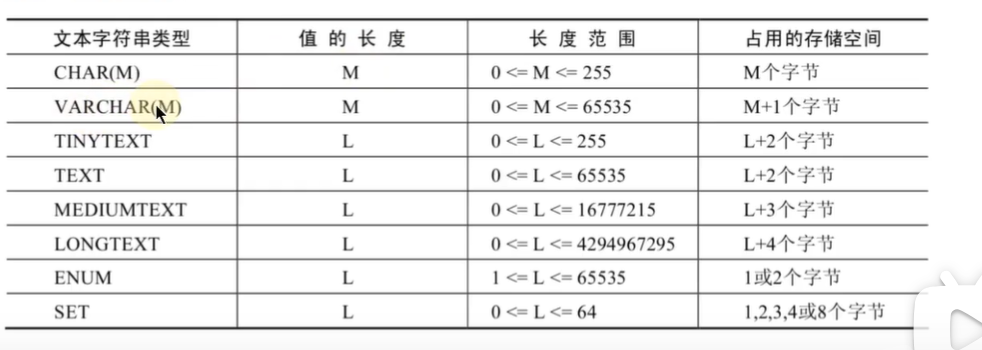 文本字符串类型 值的长度 长度范围 占用的存储空间
CHAR(M) M 0 <= M <= 255 M个字节
VARCHAR(M) M 0 <= M <= 65535 M+1个字节
TINYTEXT L 0 <= L <= 255 L+2个字节
TEXT L 0 <= L <= 65535 L+2个字节
MEDIUMTEXT L 0 <= L <= 16777215 L+3个字节
LONGTEXT L 0 <= L <= 4294967295 L+4个字节
ENUM L 1 <= L <= 65535 1或2个字节
SET L 0 <= L <= 64 1,2,3,4或8个字节